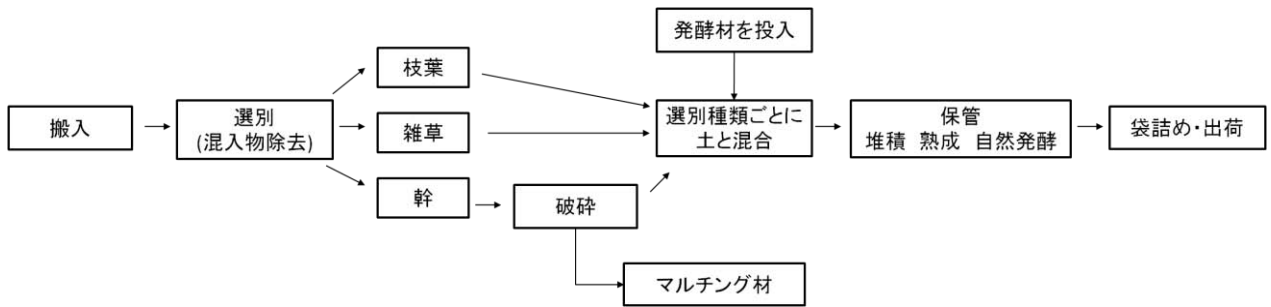 発酵材を投入
枝葉
搬入
選別
(混入物除去)
雑草
選別種類ごとに
土と混合
保管
堆積 熟成 自然発酵
袋詰め・出荷
幹
破砕
マルチング材